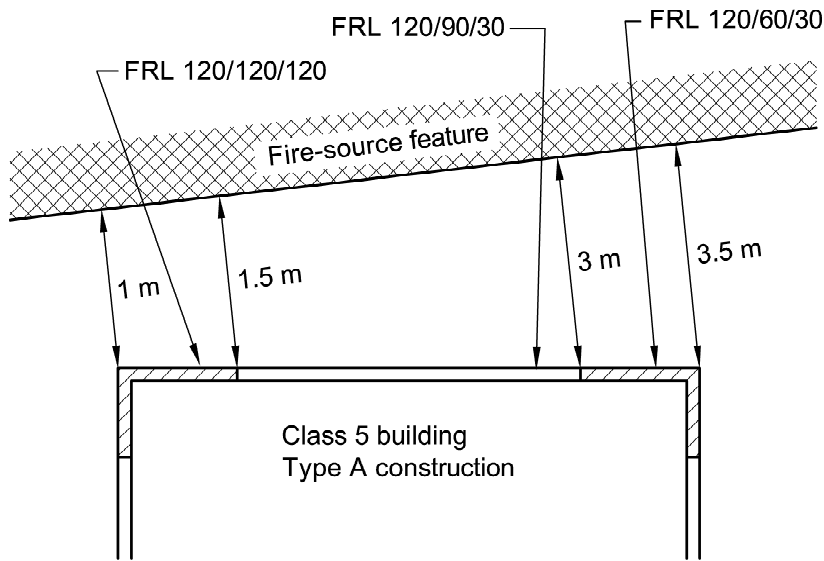 FRL 120/90/30
FRL 120/60/30
FRL 120/120/120
Fire-source feature
1 m
1.5 m
3 m
3.5 m
Class 5 building
Type A construction